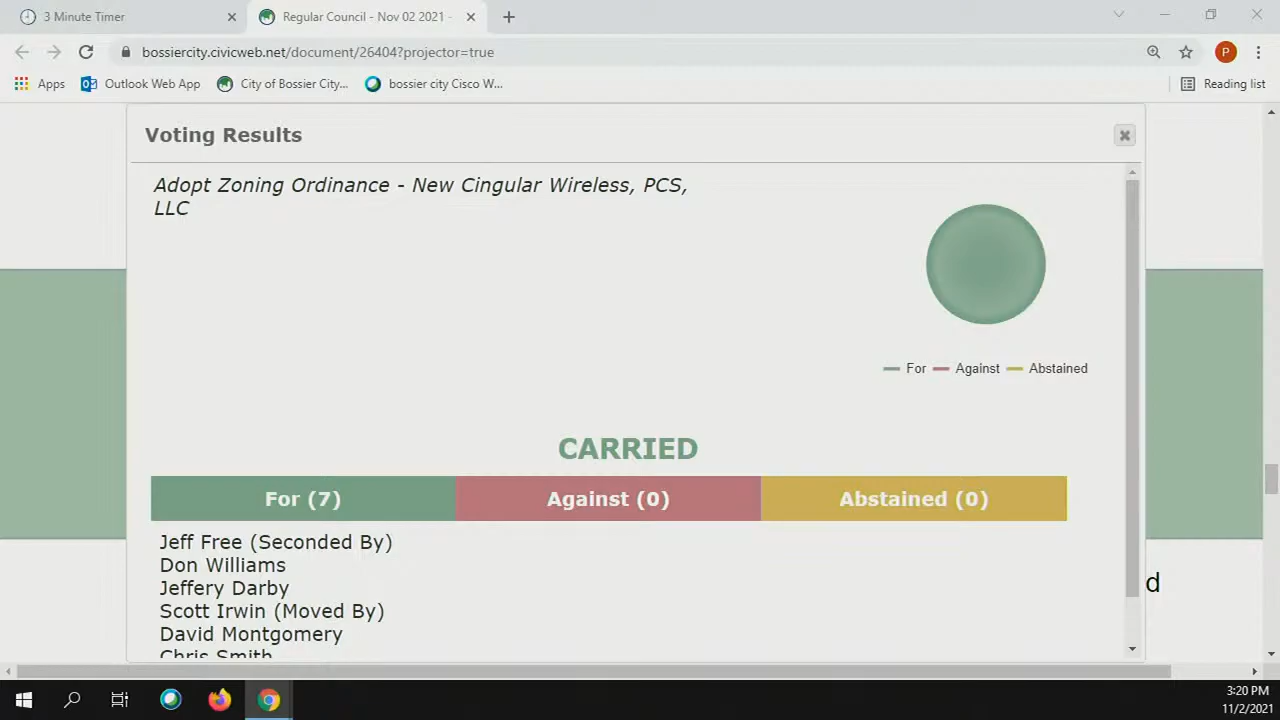 3 Minute Timer
Regular Council - Nov 02 2021 -
bossiercity.civicweb.net/document/26404?projector=true
P
Apps
Outlook Web App
City of Bossier City...
bossier city Cisco W...
Reading list
Voting Results
Adopt Zoning Ordinance - New Cingular Wireless, PCS,
LLC
For Against Abstained
CARRIED
For (7) Against (0) Abstained (0)
Jeff Free (Seconded By)
Don Williams
Jeffery Darby
Scott Irwin (Moved By)
David Montgomery
Chris Smith
d
3:20 PM
11/2/2021